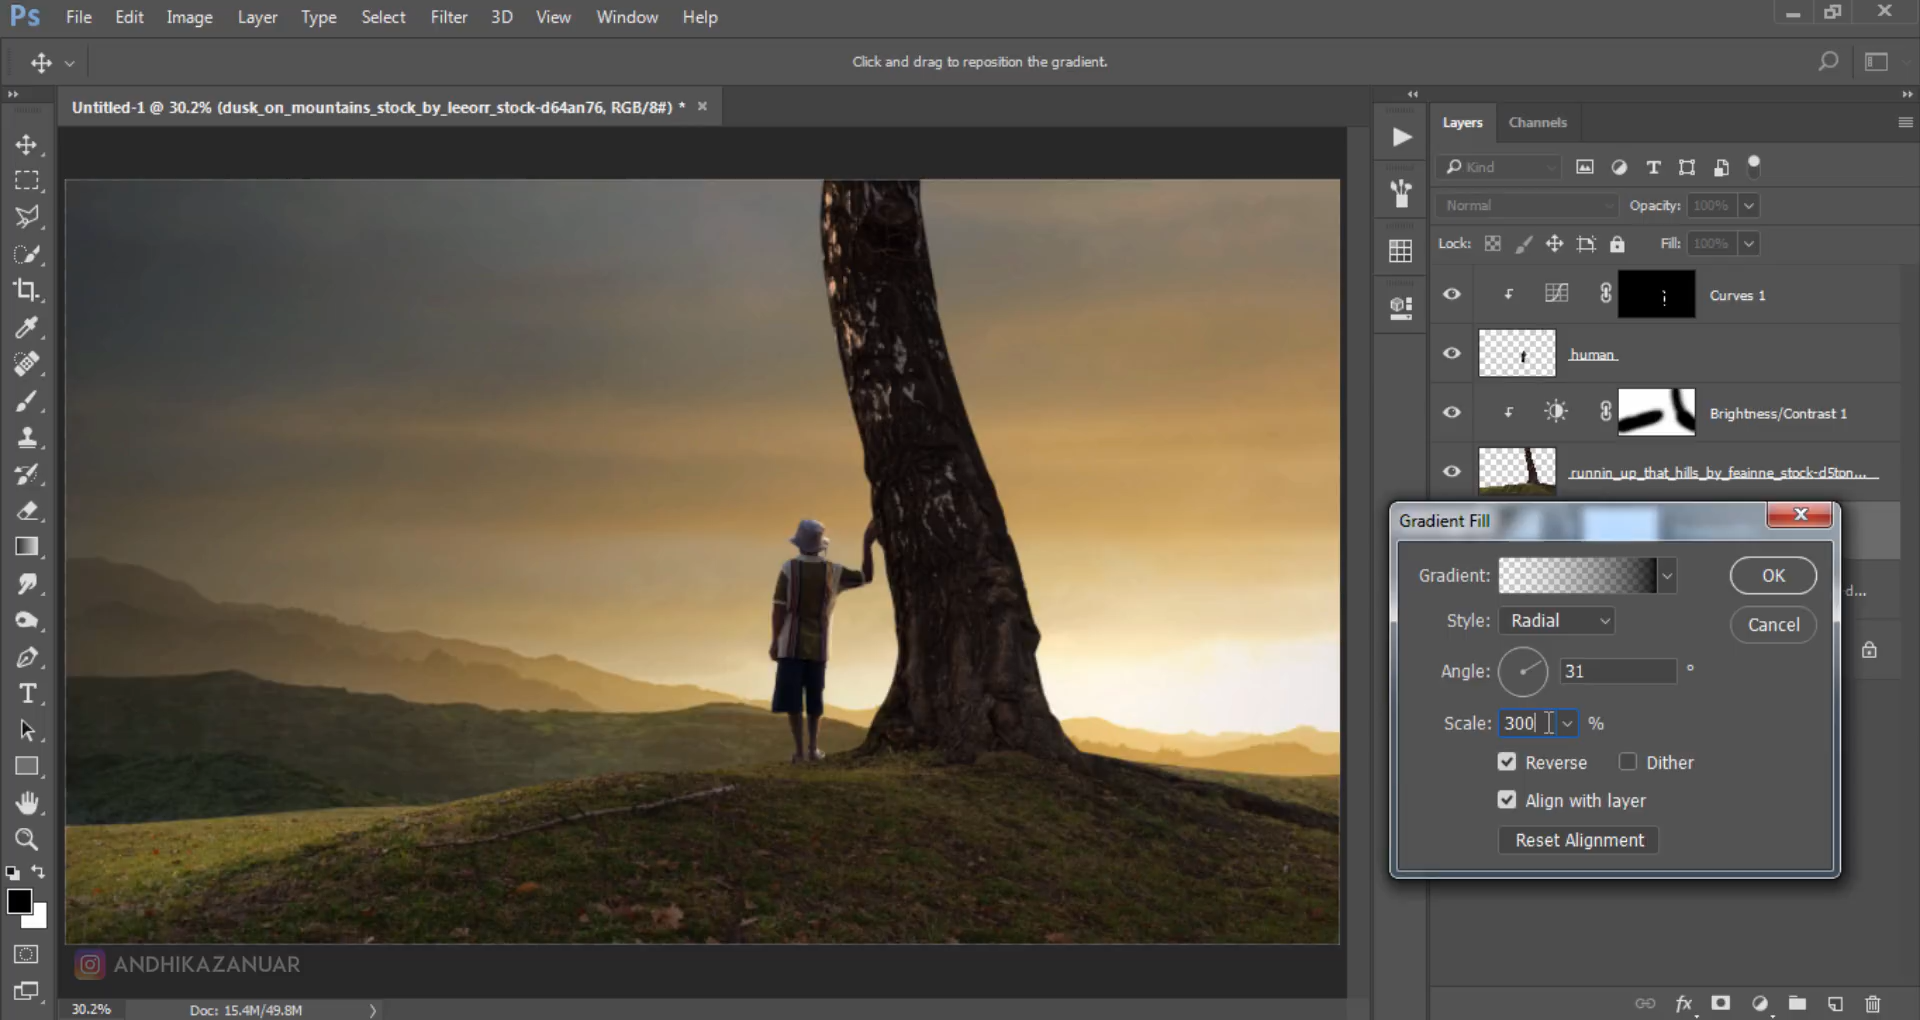 Ps File Edit Image Layer Type Select Filter 3D View Window Help
Click and drag to reposition the gradient.
Untitled-1 @ 30.2% (dusk_on_mountains_stock_by_leeorr_stock-d64an76, RGB/8#) * ×
Layers Channels
Kind
Normal Opacity: 100%
Lock: Fill: 100%
Curves 1
human
Brightness/Contrast 1
runnin_up_that_hills_by_feainne_stock-d5ton...
Gradient Fill
Gradient: OK
d...
Style: Radial Cancel
Angle: 31 °
Scale: 300 %
Reverse Dither
Align with layer
Reset Alignment
ANDHIKAZANUAR
30.2% Doc: 15.4M/49.8M
fx